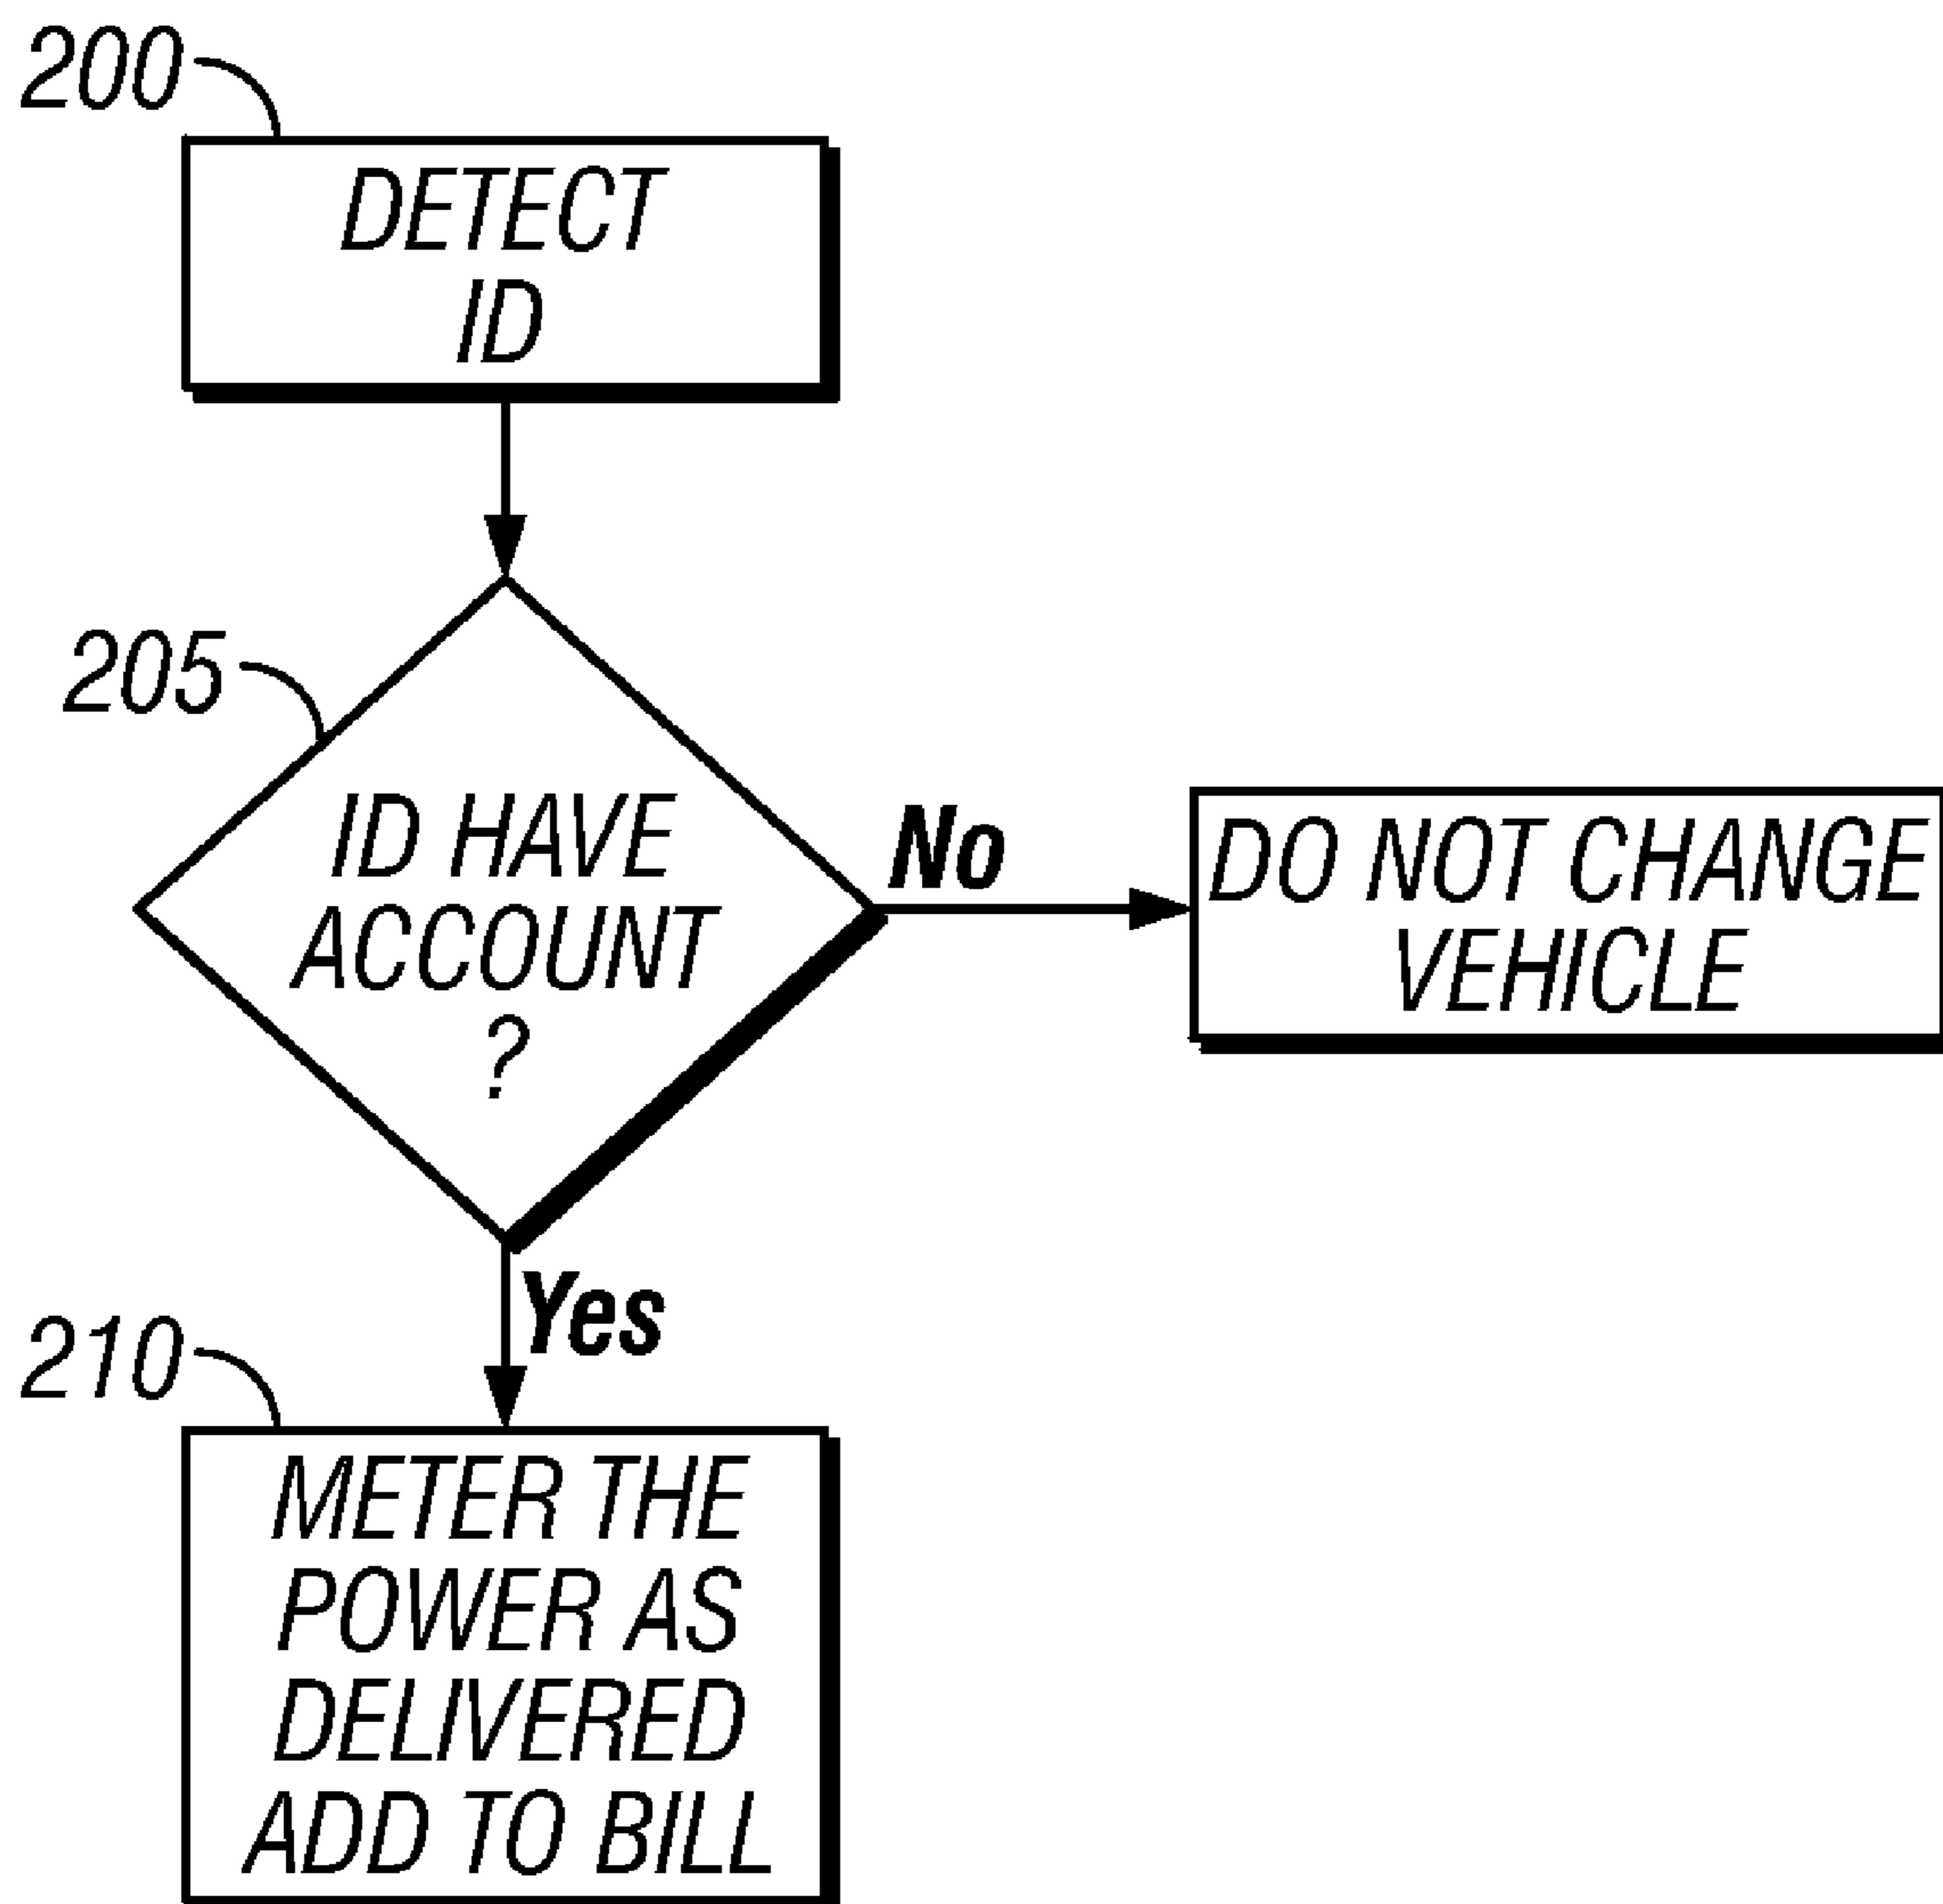 200
DETECT
ID
205
ID HAVE
ACCOUNT
?
No
DO NOT CHANGE
VEHICLE
Yes
210
METER THE
POWER AS
DELIVERED
ADD TO BILL